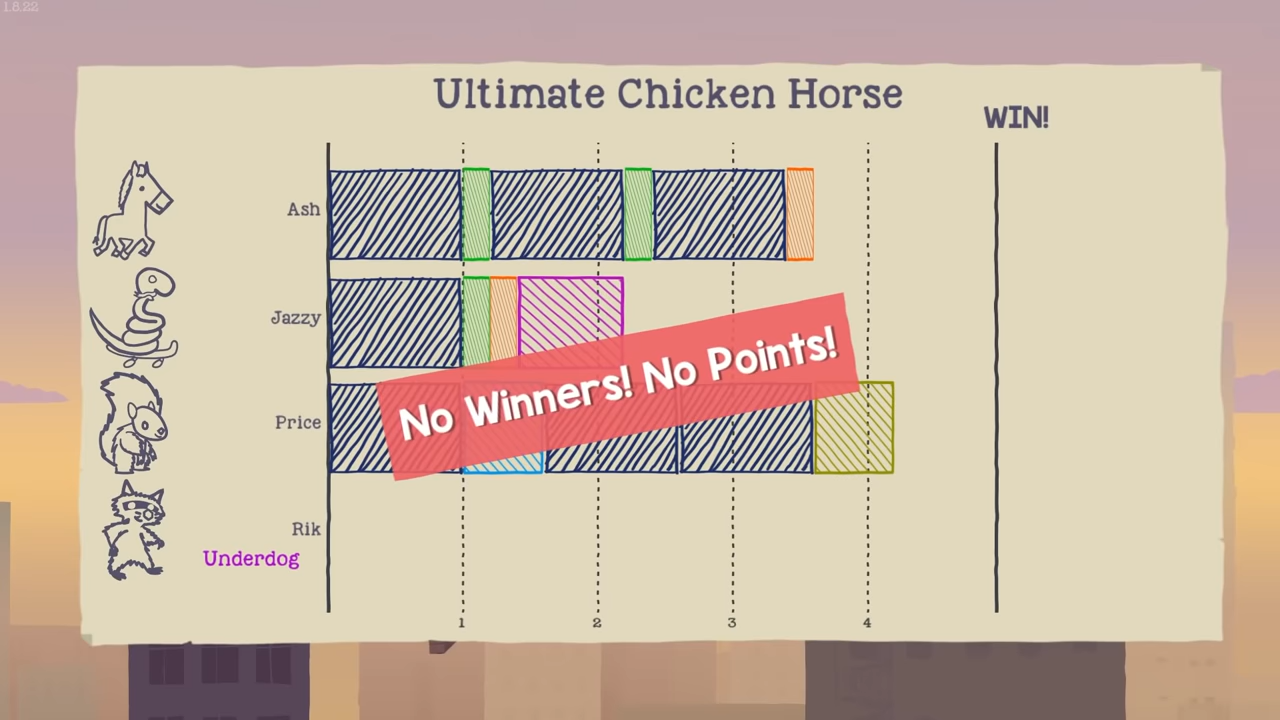 1.8.22
Ultimate Chicken Horse
WIN!
Ash
Jazzy
No Winners! No Points!
Price
Rik
Underdog
1 2 3 4